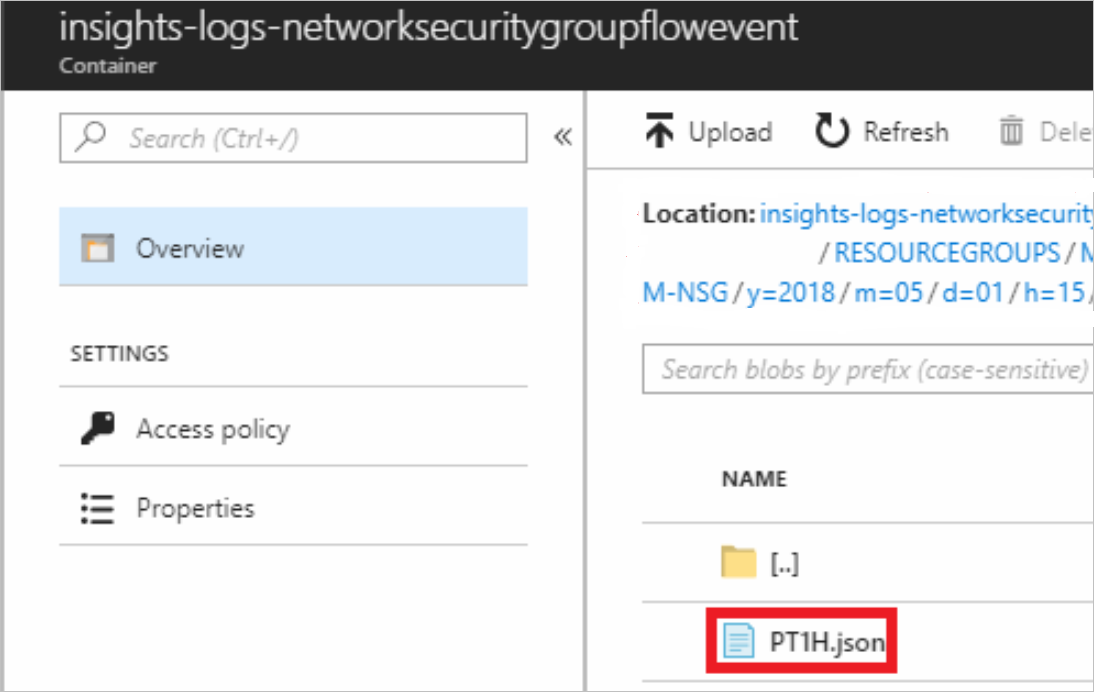 insights-logs-networksecuritygroupflowevent
Container
Search (Ctrl+/)
«
Overview
SETTINGS
Access policy
Properties
Upload Refresh Dele
Location: insights-logs-networksecurity
/ RESOURCEGROUPS / M
M-NSG / y=2018 / m=05 / d=01 / h=15 /
Search blobs by prefix (case-sensitive)
NAME
[..]
PT1H.json